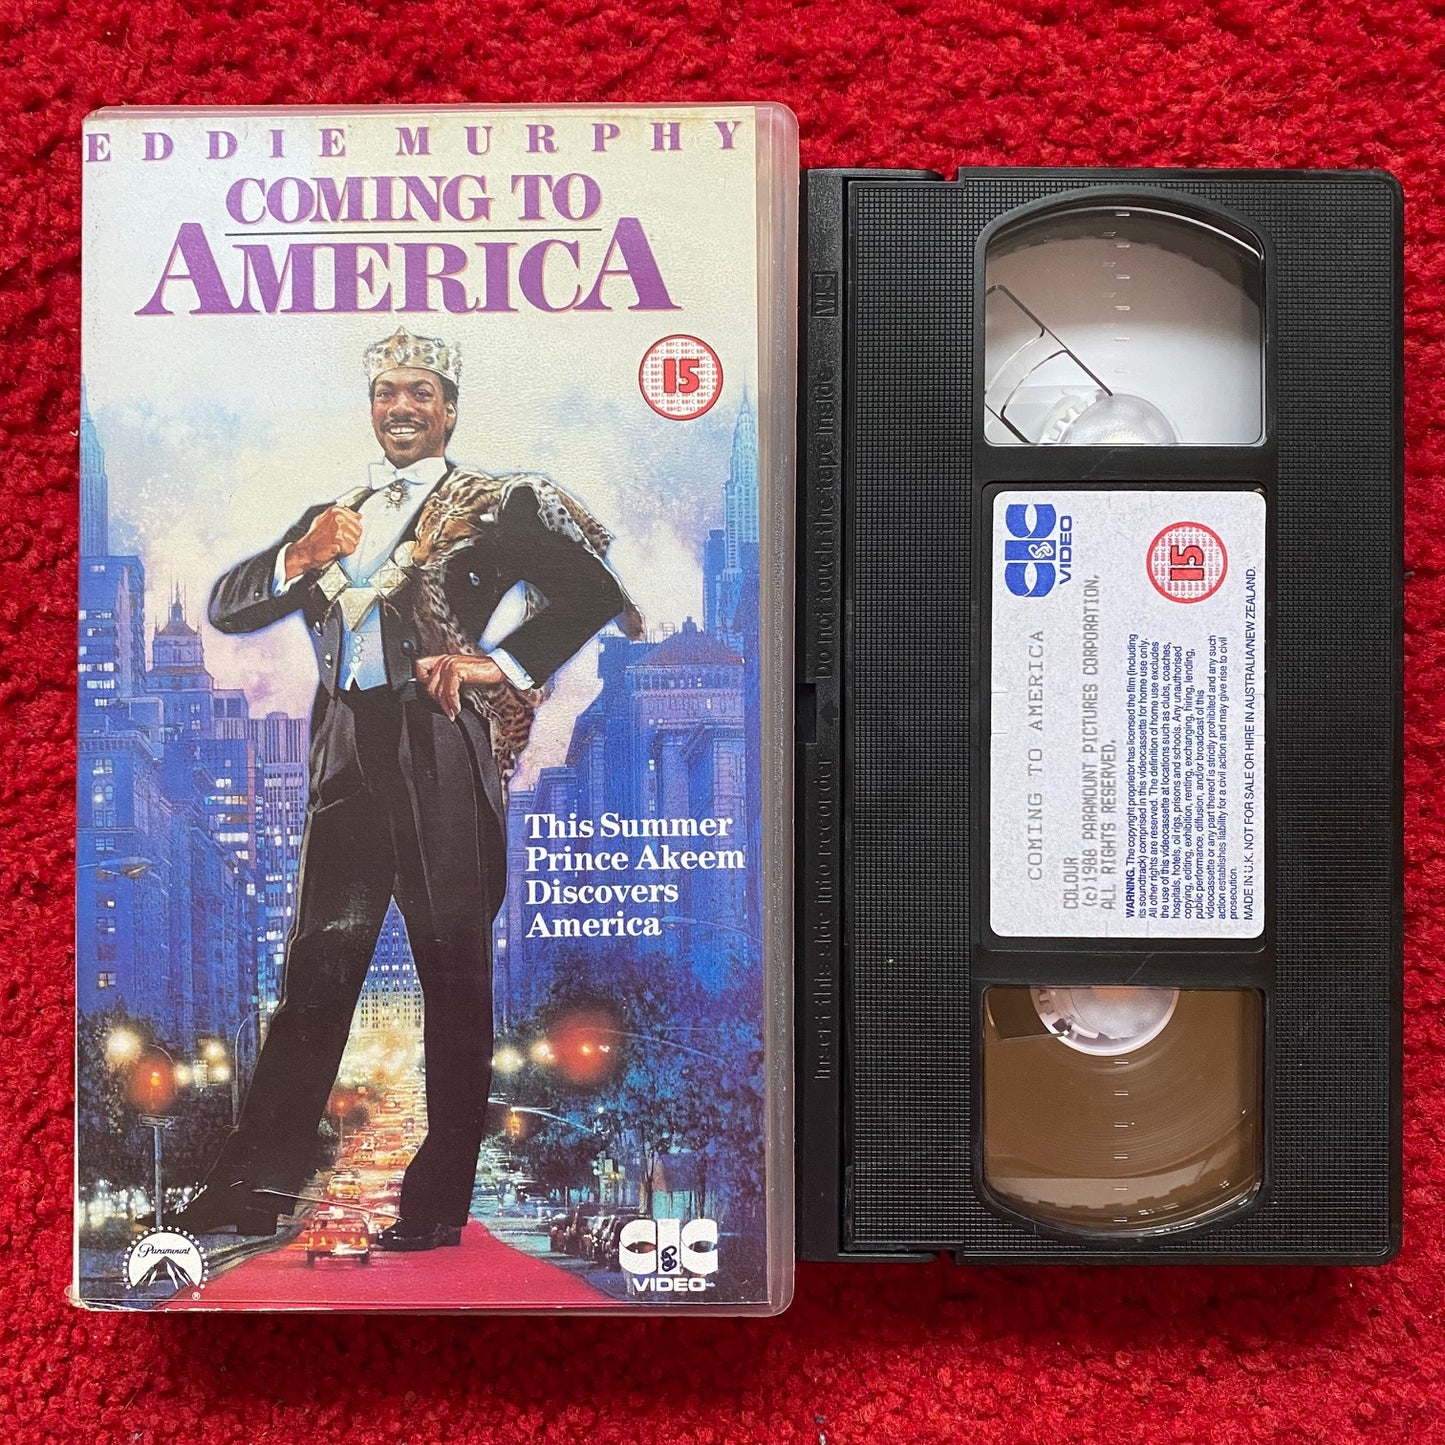 EDDIE MURPHY
COMING TO
AMERICA
15
This Summer
Prince Akeem
Discovers
America
Paramount
®
CIC
VIDEO
VHS
Do not touch the tape inside
Insert this side into recorder
CIC
VIDEO
15
COMING TO AMERICA
COLOUR
(c)1988 PARAMOUNT PICTURES CORPORATION.
ALL RIGHTS RESERVED.
WARNING. The copyright proprietor has licensed the film (including
its soundtrack) comprised in this videocassette for home use only.
All other rights are reserved. The definition of home use excludes
the use of this videocassette at locations such as clubs, coaches,
hospitals, hotels, oil rigs, prisons and schools. Any unauthorised
copying, editing, exhibition, renting, exchanging, hiring, lending,
public performance, diffusion, and/or broadcast of this
videocassette or any part thereof is strictly prohibited and any such
action establishes liability for a civil action and may give rise to civil
prosecution.
MADE IN U.K. NOT FOR SALE OR HIRE IN AUSTRALIA/NEW ZEALAND.